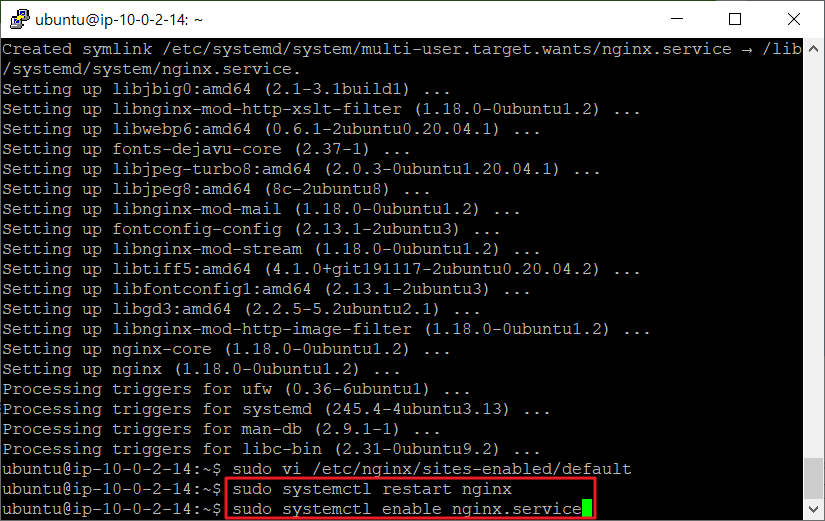 ubuntu@ip-10-0-2-14: ~
Created symlink /etc/systemd/system/multi-user.target.wants/nginx.service → /lib
/systemd/system/nginx.service.
Setting up libjbig0:amd64 (2.1-3.1build1) ...
Setting up libnginx-mod-http-xslt-filter (1.18.0-0ubuntu1.2) ...
Setting up libwebp6:amd64 (0.6.1-2ubuntu0.20.04.1) ...
Setting up fonts-dejavu-core (2.37-1) ...
Setting up libjpeg-turbo8:amd64 (2.0.3-0ubuntu1.20.04.1) ...
Setting up libjpeg8:amd64 (8c-2ubuntu8) ...
Setting up libnginx-mod-mail (1.18.0-0ubuntu1.2) ...
Setting up fontconfig-config (2.13.1-2ubuntu3) ...
Setting up libnginx-mod-stream (1.18.0-0ubuntu1.2) ...
Setting up libtiff5:amd64 (4.1.0+git191117-2ubuntu0.20.04.2) ...
Setting up libfontconfig1:amd64 (2.13.1-2ubuntu3) ...
Setting up libgd3:amd64 (2.2.5-5.2ubuntu2.1) ...
Setting up libnginx-mod-http-image-filter (1.18.0-0ubuntu1.2) ...
Setting up nginx-core (1.18.0-0ubuntu1.2) ...
Setting up nginx (1.18.0-0ubuntu1.2) ...
Processing triggers for ufw (0.36-6ubuntu1) ...
Processing triggers for systemd (245.4-4ubuntu3.13) ...
Processing triggers for man-db (2.9.1-1) ...
Processing triggers for libc-bin (2.31-0ubuntu9.2) ...
ubuntu@ip-10-0-2-14:~$ sudo vi /etc/nginx/sites-enabled/default
ubuntu@ip-10-0-2-14:~$ sudo systemctl restart nginx
ubuntu@ip-10-0-2-14:~$ sudo systemctl enable nginx.service